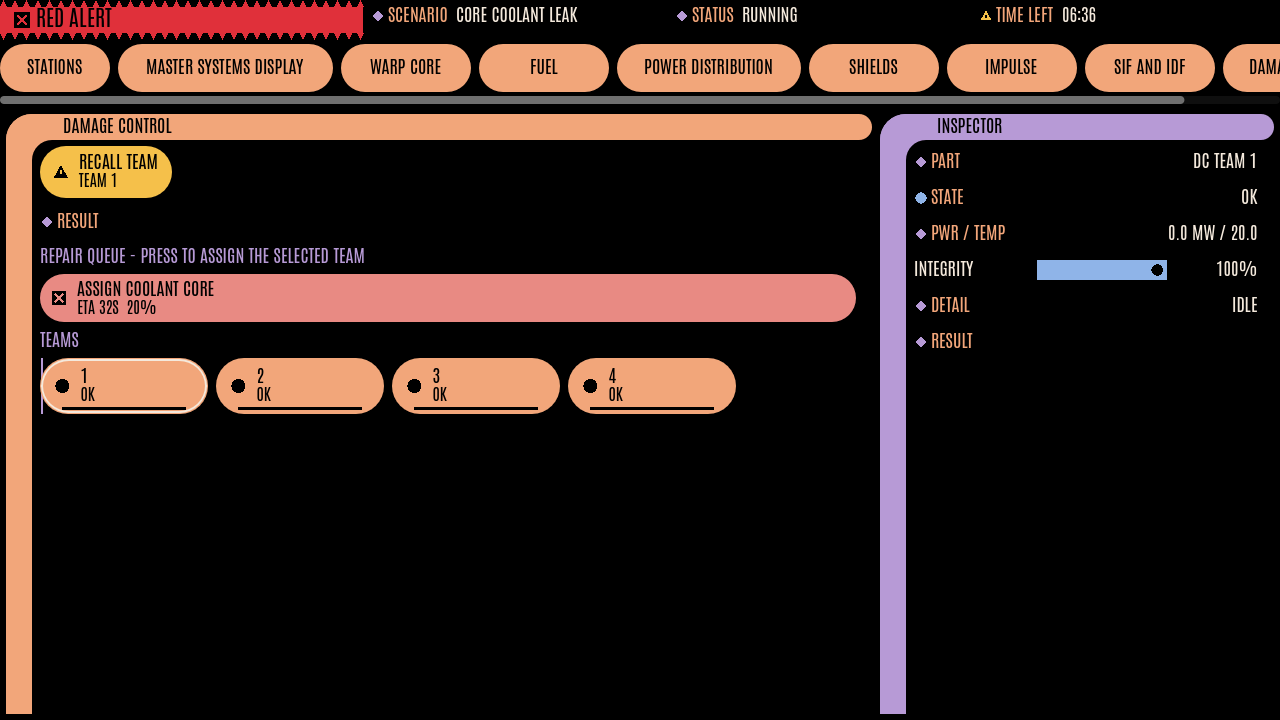 RED ALERT
SCENARIO CORE COOLANT LEAK
STATUS RUNNING
TIME LEFT 06:36
STATIONS
MASTER SYSTEMS DISPLAY
WARP CORE
FUEL
POWER DISTRIBUTION
SHIELDS
IMPULSE
SIF AND IDF
DAMA
DAMAGE CONTROL
RECALL TEAM
TEAM 1
RESULT
REPAIR QUEUE - PRESS TO ASSIGN THE SELECTED TEAM
ASSIGN COOLANT CORE
ETA 32S 20%
TEAMS
1
OK
2
OK
3
OK
4
OK
INSPECTOR
PART DC TEAM 1
STATE OK
PWR / TEMP 0.0 MW / 20.0
INTEGRITY 100%
DETAIL IDLE
RESULT